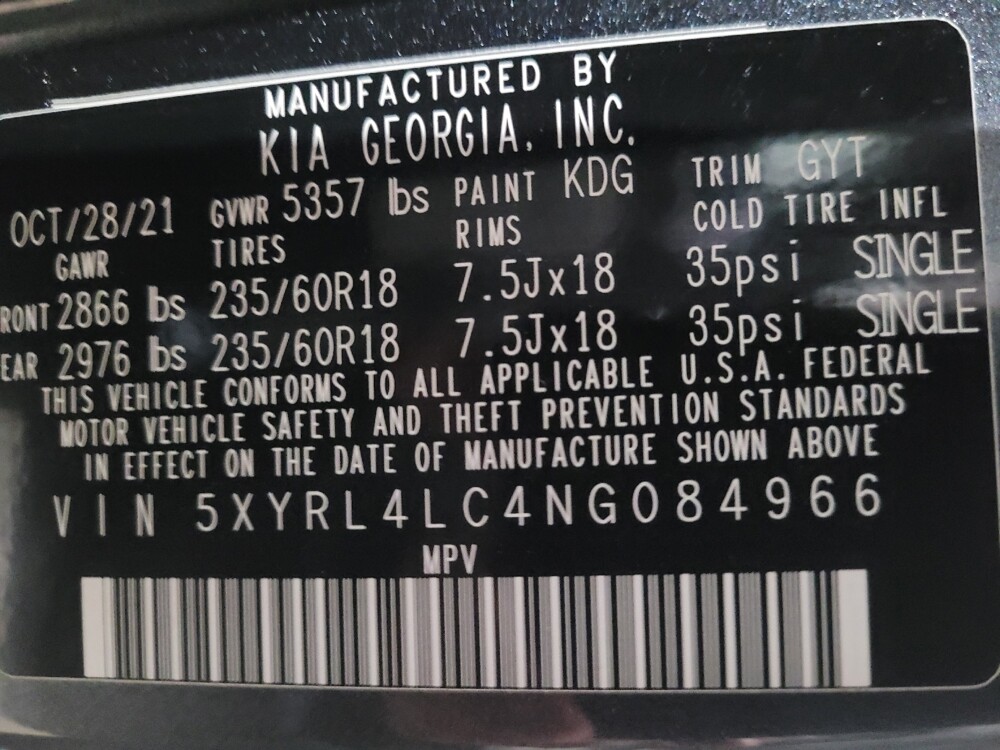 MANUFACTURED BY
KIA GEORGIA, INC.
OCT/28/21 GVWR 5357 lbs PAINT KDG TRIM GYT
GAWR TIRES RIMS COLD TIRE INFL
RONT 2866 lbs 235/60R18 7.5Jx18 35psi SINGLE
EAR 2976 lbs 235/60R18 7.5Jx18 35psi SINGLE
THIS VEHICLE CONFORMS TO ALL APPLICABLE U.S.A. FEDERAL
MOTOR VEHICLE SAFETY AND THEFT PREVENTION STANDARDS
IN EFFECT ON THE DATE OF MANUFACTURE SHOWN ABOVE
VIN 5XYRL4LC4NG084966
MPV